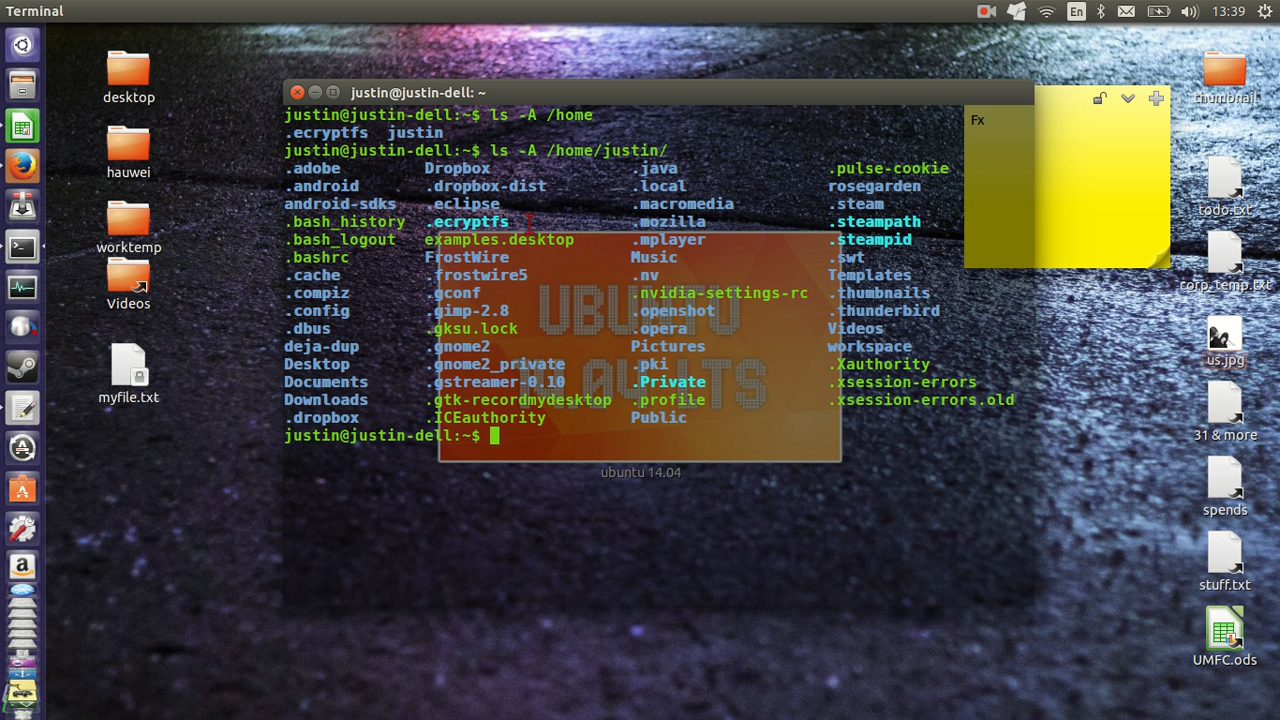 Terminal
En
13:39
desktop
hauwei
worktemp
Videos
myfile.txt
justin@justin-dell: ~
justin@justin-dell:~$ ls -A /home
.ecryptfs justin
justin@justin-dell:~$ ls -A /home/justin/
.adobe Dropbox .java .pulse-cookie
.android .dropbox-dist .local rosegarden
android-sdks .eclipse .macromedia .steam
.bash_history .ecryptfs .mozilla .steampath
.bash_logout examples.desktop .mplayer .steampid
.bashrc FrostWire Music .swt
.cache .frostwire5 .nv Templates
.compiz .gconf .nvidia-settings-rc .thumbnails
.config .gimp-2.8 .openshot .thunderbird
.dbus .gksu.lock .opera Videos
deja-dup .gnome2 Pictures workspace
Desktop .gnome2_private .pki .Xauthority
Documents .gstreamer-0.10 .Private .xsession-errors
Downloads .gtk-recordmydesktop .profile .xsession-errors.old
.dropbox .ICEauthority Public
justin@justin-dell:~$
UBUNTU
14.04 LTS
ubuntu 14.04
Fx
thumbnail
todo.txt
corp_temp.txt
us.jpg
31 & more
spends
stuff.txt
UMFC.ods